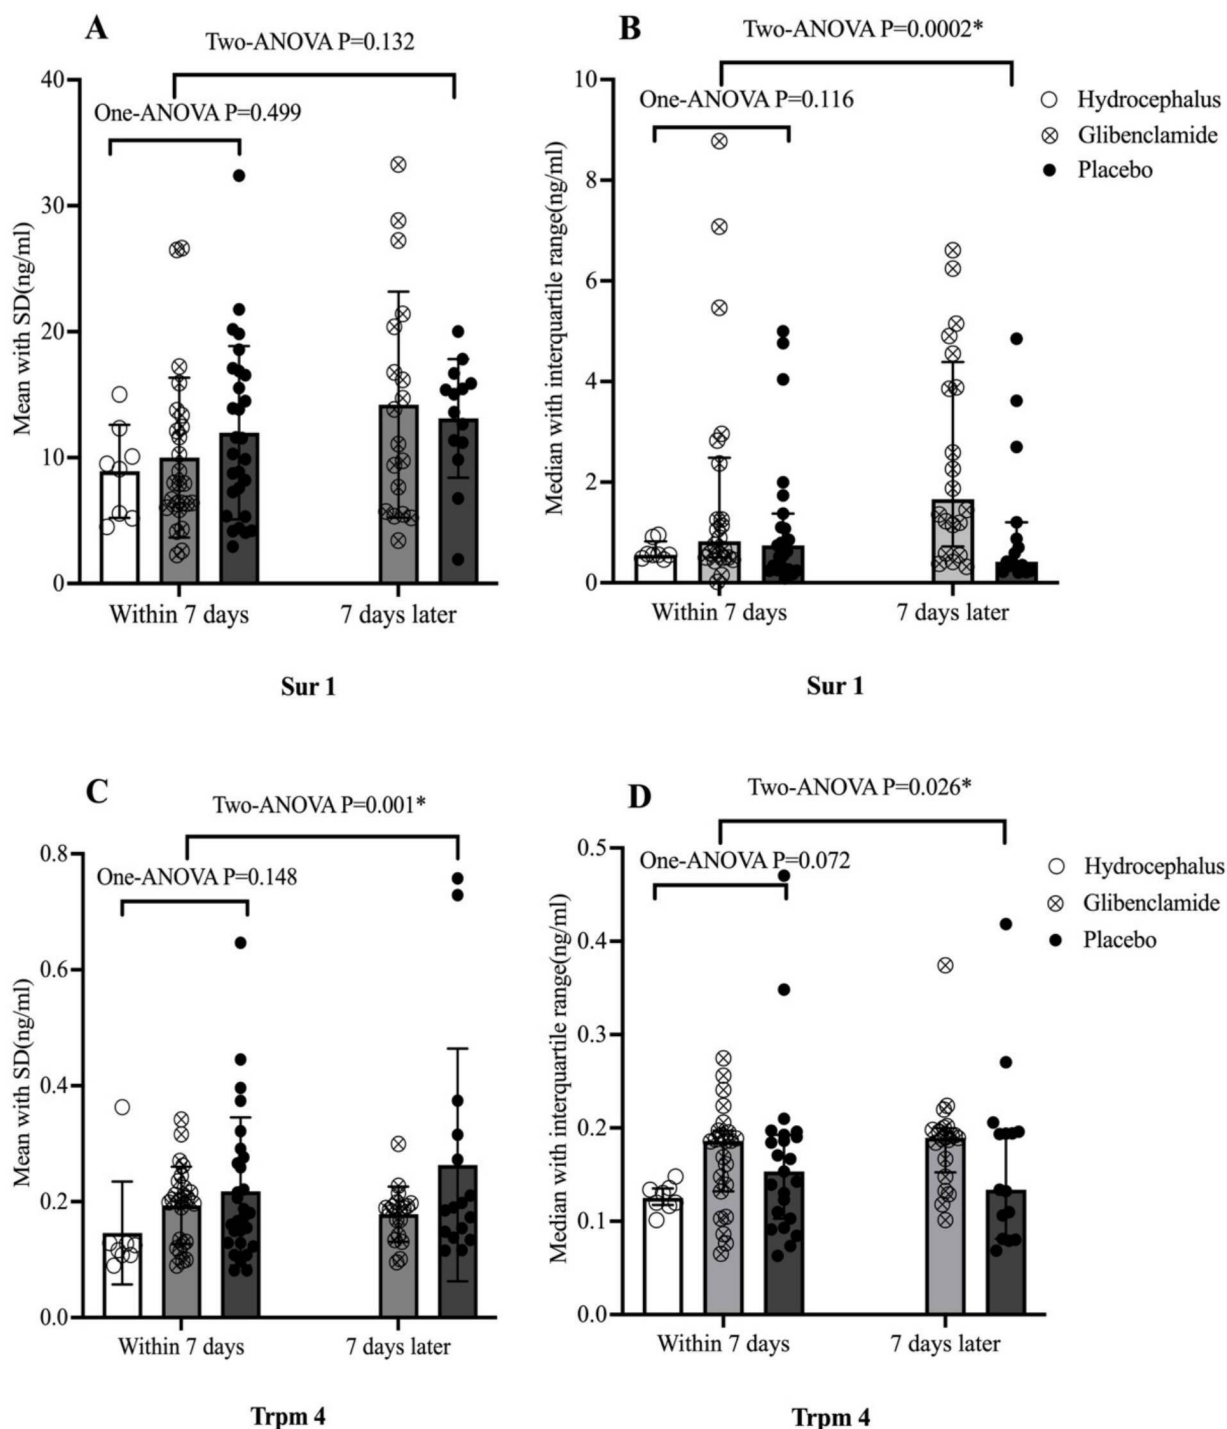 A
Two-ANOVA P=0.132
One-ANOVA P=0.499
Mean with SD(ng/ml)
40
30
20
10
0
Within 7 days
7 days later
Sur 1
B
Two-ANOVA P=0.0002*
One-ANOVA P=0.116
Median with interquartile range(ng/ml)
10
8
6
4
2
0
Within 7 days
7 days later
Sur 1
Hydrocephalus
Glibenclamide
Placebo
C
Two-ANOVA P=0.001*
One-ANOVA P=0.148
Mean with SD(ng/ml)
0.8
0.6
0.4
0.2
0.0
Within 7 days
7 days later
Trpm 4
D
Two-ANOVA P=0.026*
One-ANOVA P=0.072
Median with interquartile range(ng/ml)
0.5
0.4
0.3
0.2
0.1
0.0
Within 7 days
7 days later
Trpm 4
Hydrocephalus
Glibenclamide
Placebo